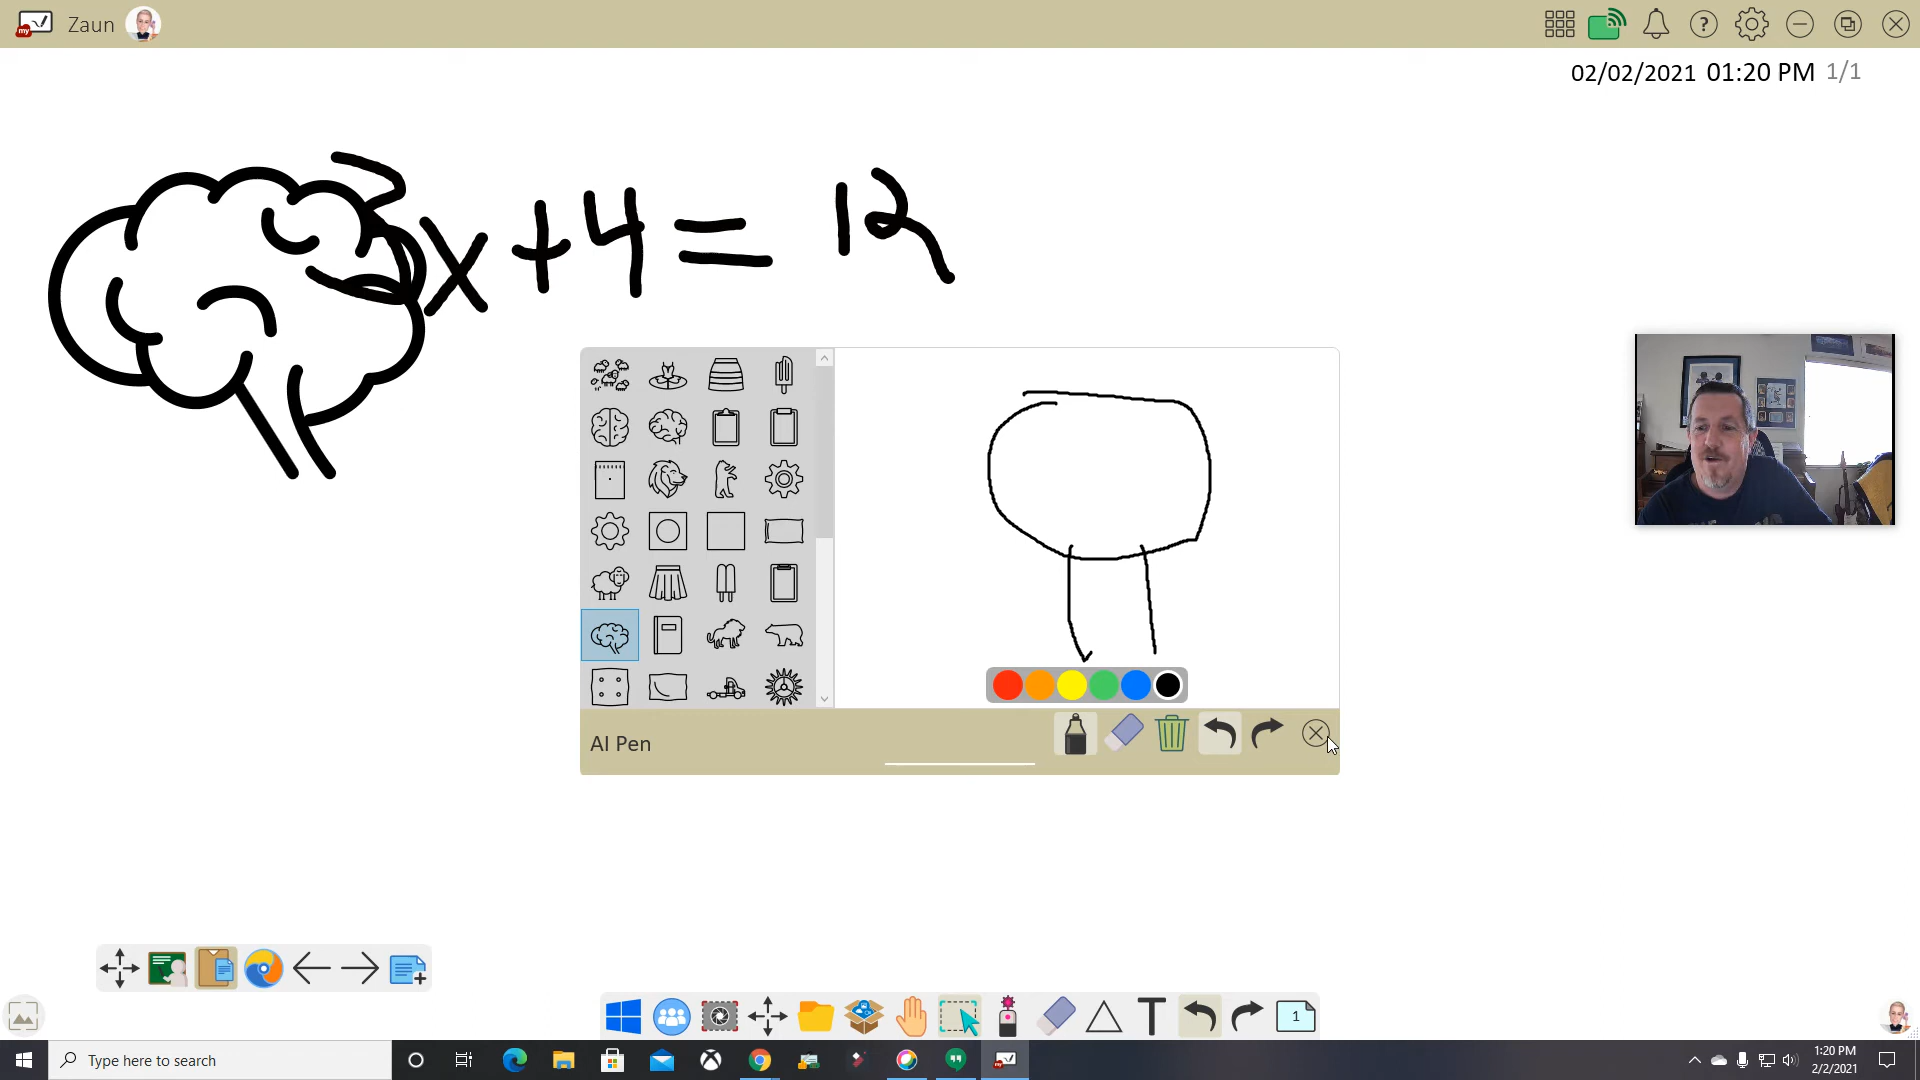 my Zaun
02/02/2021 01:20 PM 1/1
3x+4= 12
AI Pen
T
1
Type here to search
1:20 PM
2/2/2021